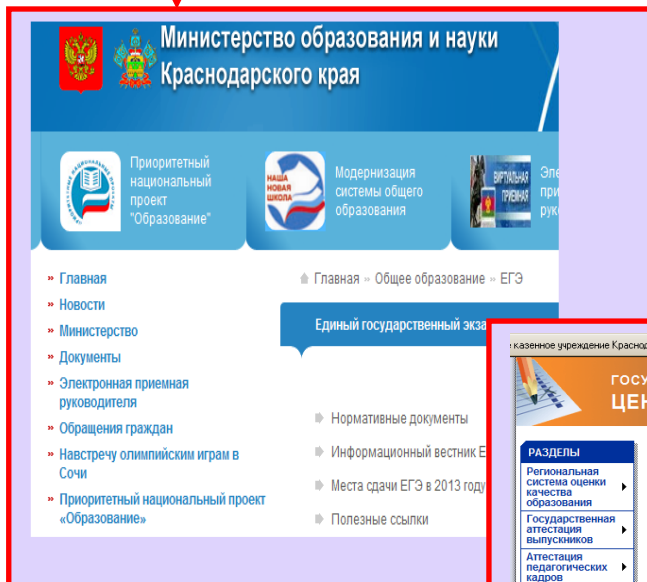 Министерство образования и науки
Краснодарского края
Приоритетный
национальный
проект
"Образование"
НАША
НОВАЯ
ШКОЛА
Модернизация
системы общего
образования
ВИРТУАЛЬНАЯ
ПРИЕМНАЯ
» Главная
» Новости
» Министерство
» Документы
» Электронная приемная
руководителя
» Обращения граждан
» Навстречу олимпийским играм в
Сочи
» Приоритетный национальный проект
«Образование»
Главная » Общее образование » ЕГЭ
Единый государственный экза
Нормативные документы
Информационный вестник Е
Места сдачи ЕГЭ в 2013 году
Полезные ссылки
казенное учреждение Краснод
ГОСУ
ЦЕН
РАЗДЕЛЫ
Региональная
система оценки
качества
образования
Государственная
аттестация
выпускников
Аттестация
педагогических
кадров